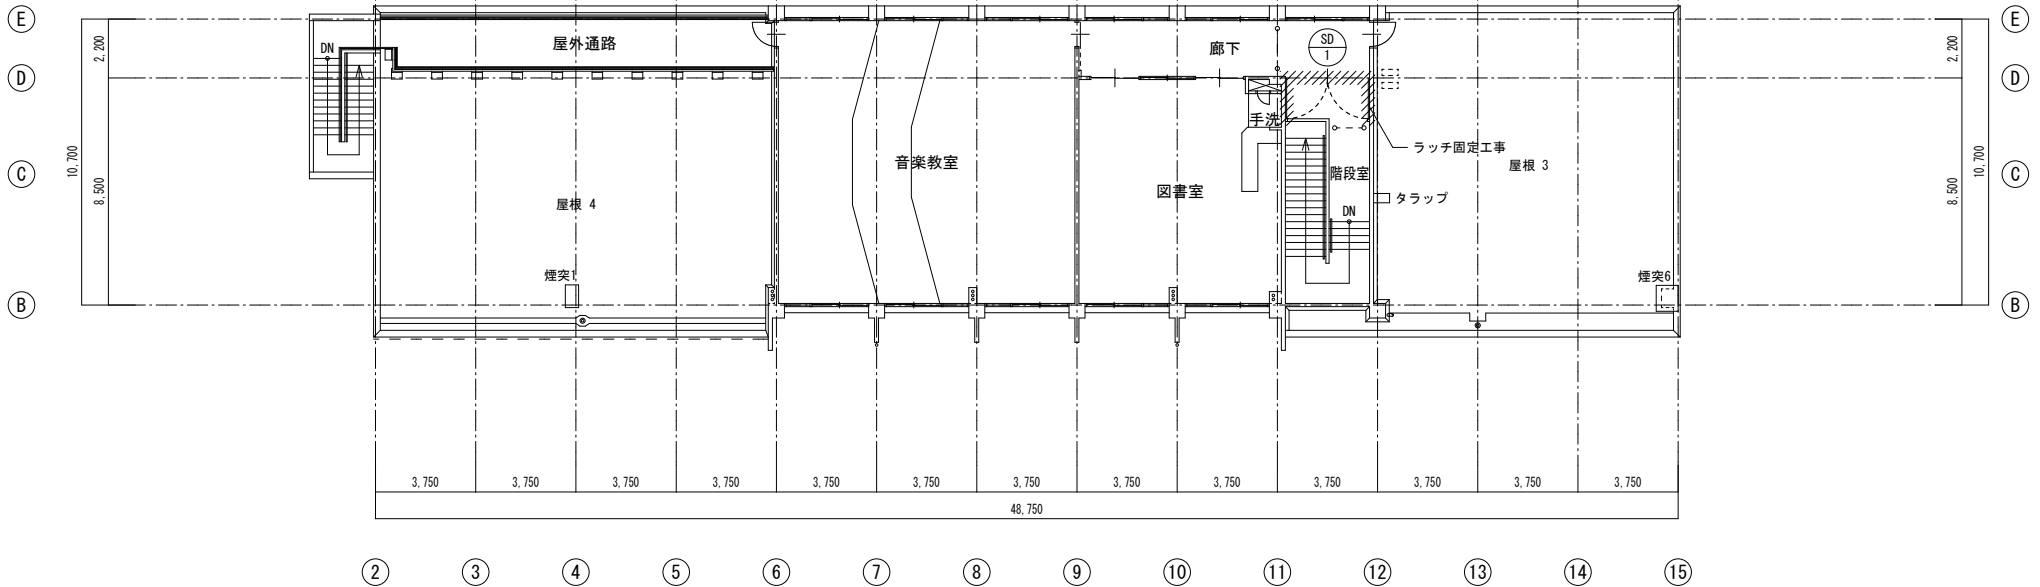 E
E
2,200
DN
屋外通路
廊下
SD
1
2,200
D
D
手洗
ラッチ固定工事
10,700
8,500
音楽教室
屋根 3
10,700
8,500
C
C
階段室
図書室
タラップ
屋根 4
DN
煙突1
煙突6
B
B
3,750
3,750
3,750
3,750
3,750
3,750
3,750
3,750
3,750
3,750
3,750
3,750
3,750
48,750
2
3
4
5
6
7
8
9
10
11
12
13
14
15